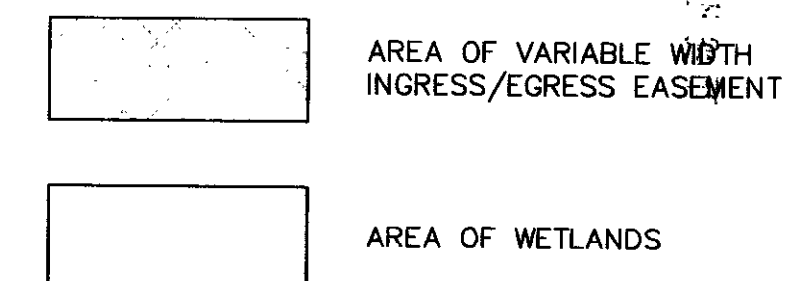 AREA OF VARIABLE WIDTH
INGRESS/EGRESS EASEMENT
AREA OF WETLANDS